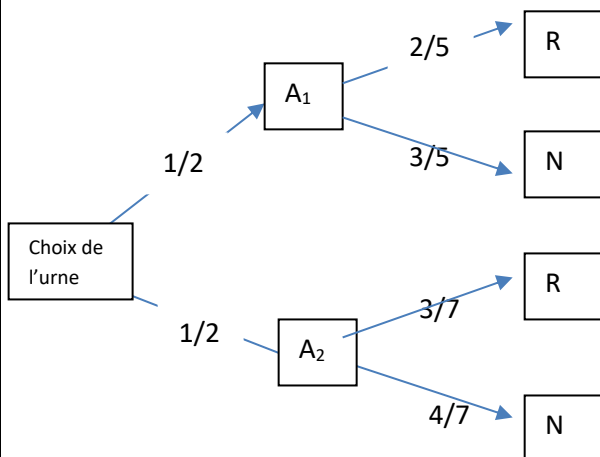 2/5
R
A₁
3/5
N
1/2
Choix de
l'urne
1/2
3/7
R
A₂
4/7
N